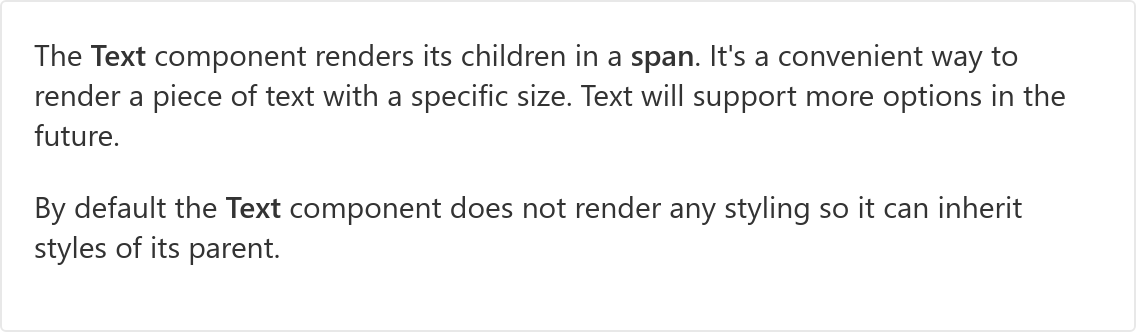 The Text component renders its children in a span. It's a convenient way to
render a piece of text with a specific size. Text will support more options in the
future.
By default the Text component does not render any styling so it can inherit
styles of its parent.